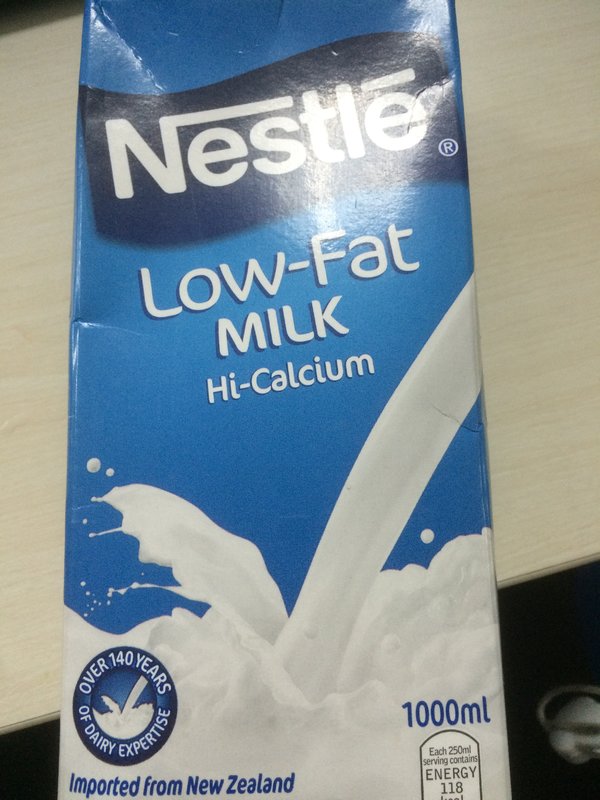 Nestlé
®
Low-Fat
MILK
Hi-Calcium
OVER 140 YEARS
OF DAIRY EXPERTISE
1000ml
Each 250ml
serving contains
ENERGY
118
kcal
Imported from New Zealand